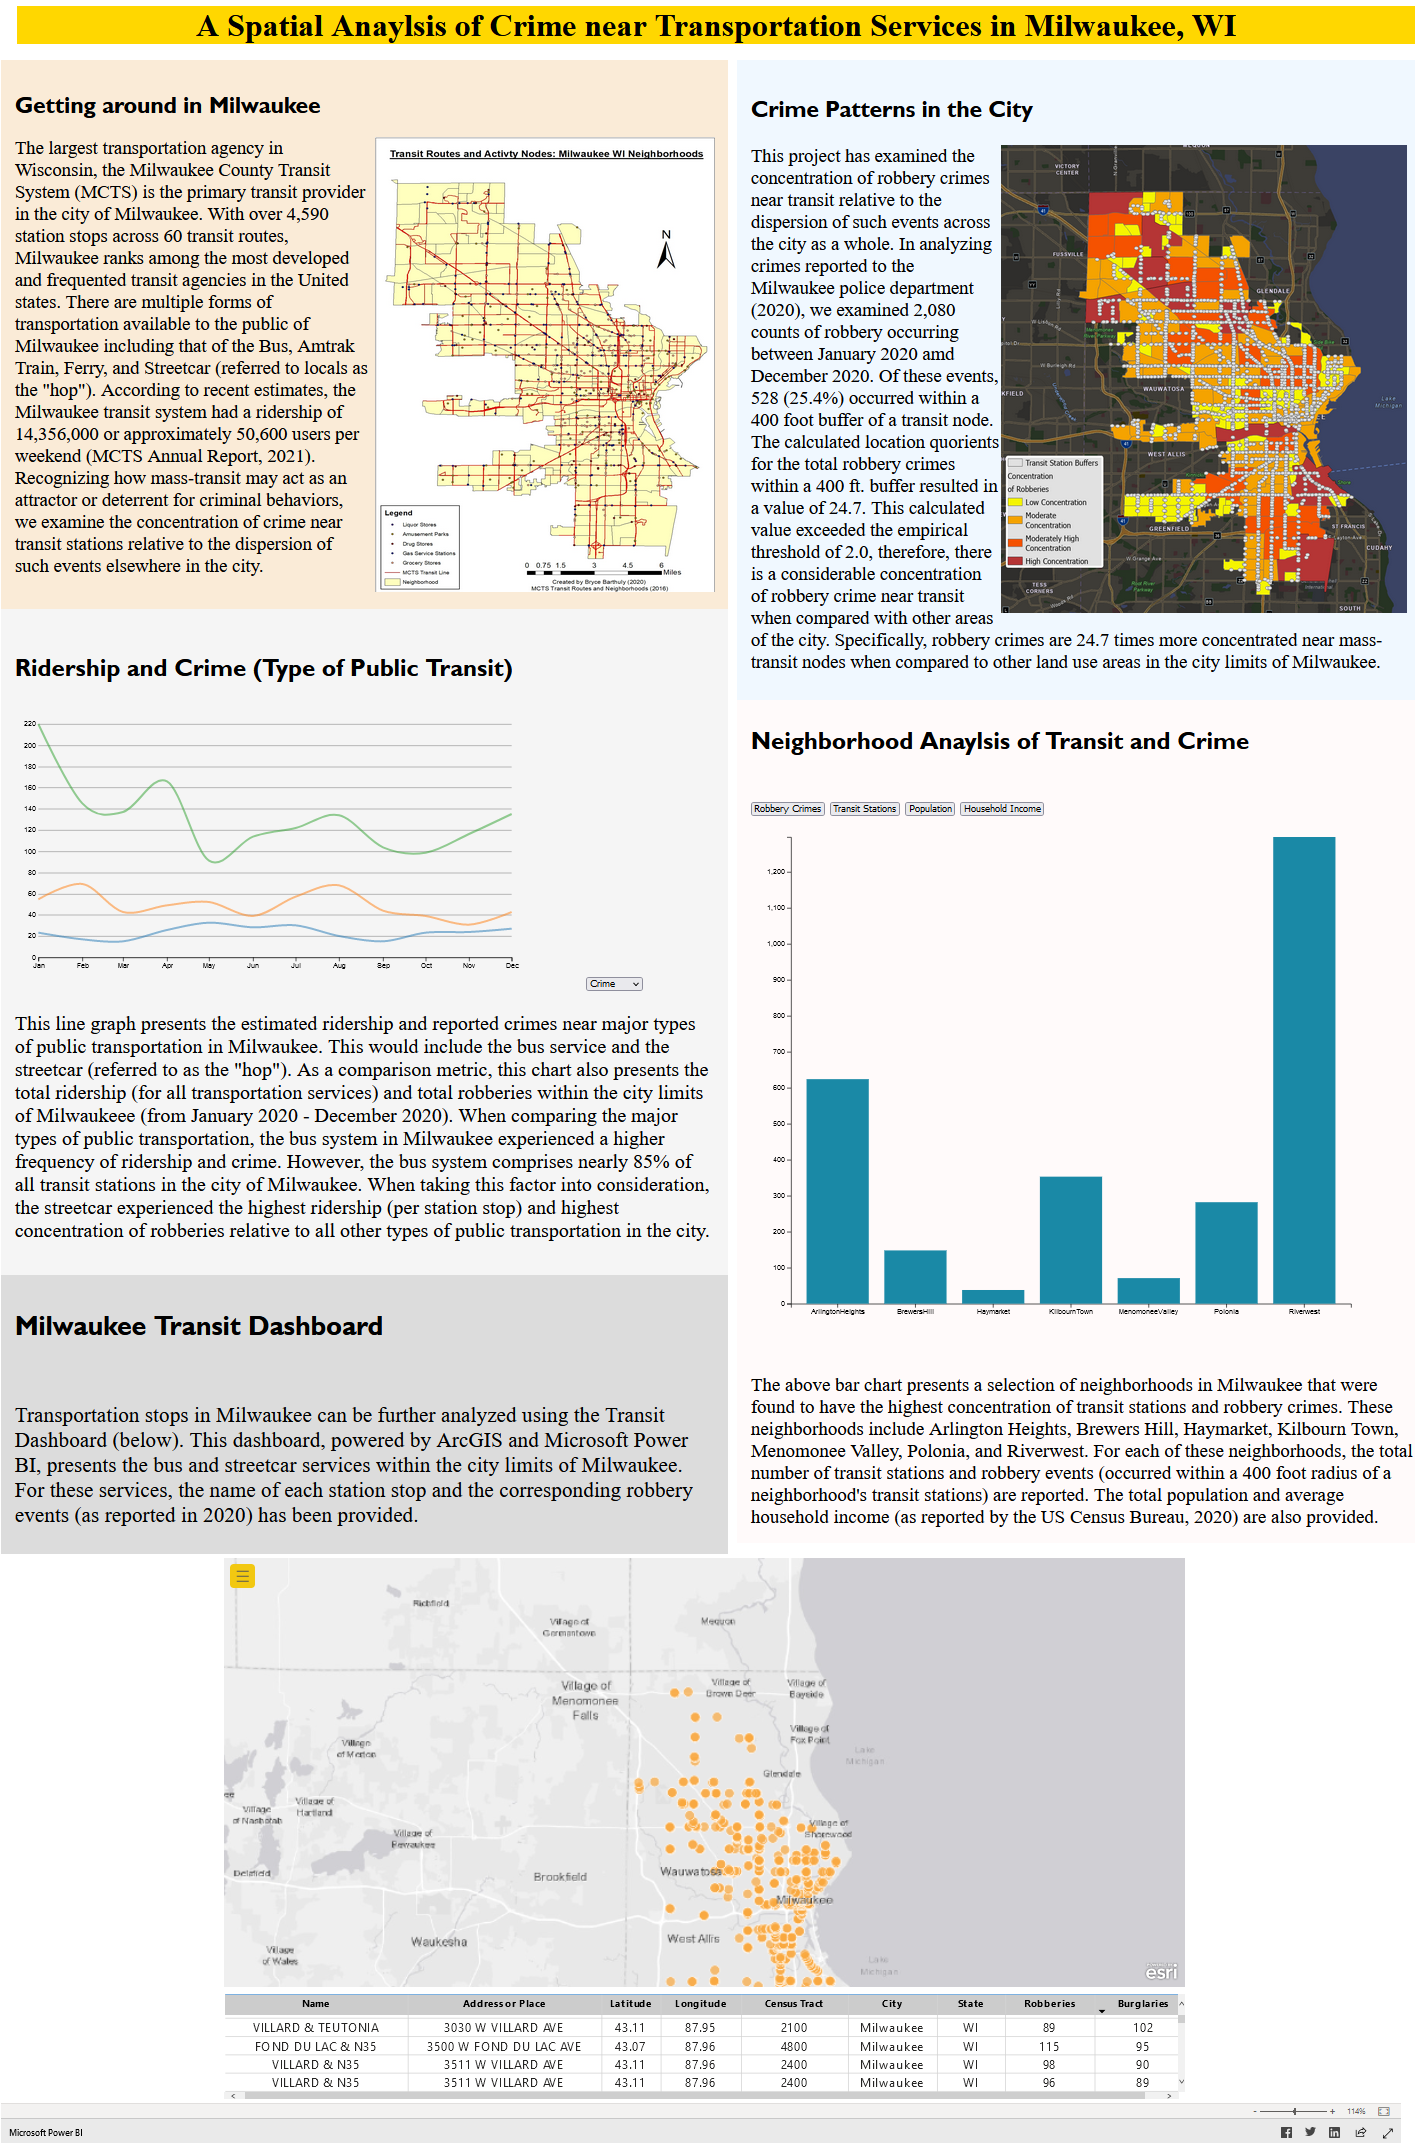 A Spatial Anaylsis of Crime near Transportation Services in Milwaukee, WI
Getting around in Milwaukee
The largest transportation agency in
Wisconsin, the Milwaukee County Transit
System (MCTS) is the primary transit provider
in the city of Milwaukee. With over 4,590
station stops across 60 transit routes,
Milwaukee ranks among the most developed
and frequented transit agencies in the United
states. There are multiple forms of
transportation available to the public of
Milwaukee including that of the Bus, Amtrak
Train, Ferry, and Streetcar (referred to locals as
the "hop"). According to recent estimates, the
Milwaukee transit system had a ridership of
14,356,000 or approximately 50,600 users per
weekend (MCTS Annual Report, 2021).
Recognizing how mass-transit may act as an
attractor or deterrent for criminal behaviors,
we examine the concentration of crime near
transit stations relative to the dispersion of
such events elsewhere in the city.
Transit Routes and Activty Nodes: Milwaukee WI Neighborhoods
N
Legend
Liquor Stores
Amusement Parks
Drug Stores
Gas Service Stations
Grocery Stores
MCTS Transit Line
Neighborhood
0 0.75 1.5 3 4.5 6
Miles
Created by Bryce Barthuly (2020)
MCTS Transit Routes and Neighborhoods (2016)
Ridership and Crime (Type of Public Transit)
220
200
180
160
140
120
100
80
60
40
20
0
Jan Feb Mar Apr May Jun Jul Aug Sep Oct Nov Dec
Crime
This line graph presents the estimated ridership and reported crimes near major types
of public transportation in Milwaukee. This would include the bus service and the
streetcar (referred to as the "hop"). As a comparison metric, this chart also presents the
total ridership (for all transportation services) and total robberies within the city limits
of Milwaukeee (from January 2020 - December 2020). When comparing the major
types of public transportation, the bus system in Milwaukee experienced a higher
frequency of ridership and crime. However, the bus system comprises nearly 85% of
all transit stations in the city of Milwaukee. When taking this factor into consideration,
the streetcar experienced the highest ridership (per station stop) and highest
concentration of robberies relative to all other types of public transportation in the city.
Milwaukee Transit Dashboard
Transportation stops in Milwaukee can be further analyzed using the Transit
Dashboard (below). This dashboard, powered by ArcGIS and Microsoft Power
BI, presents the bus and streetcar services within the city limits of Milwaukee.
For these services, the name of each station stop and the corresponding robbery
events (as reported in 2020) has been provided.
Crime Patterns in the City
This project has examined the
concentration of robbery crimes
near transit relative to the
dispersion of such events across
the city as a whole. In analyzing
crimes reported to the
Milwaukee police department
(2020), we examined 2,080
counts of robbery occurring
between January 2020 amd
December 2020. Of these events,
528 (25.4%) occurred within a
400 foot buffer of a transit node.
The calculated location quorients
for the total robbery crimes
within a 400 ft. buffer resulted in
a value of 24.7. This calculated
value exceeded the empirical
threshold of 2.0, therefore, there
is a considerable concentration
of robbery crime near transit
when compared with other areas
of the city. Specifically, robbery crimes are 24.7 times more concentrated near mass-
transit nodes when compared to other land use areas in the city limits of Milwaukee.
MEQUON
VICTORY
CENTER
FUSSVILLE
GLENDALE
W Burleigh Rd
KFIELD
WAUWATOSA
Lake
Michigan
WEST ALLIS
GREENFIELD
ST FRANCIS
Layton Ave
CUDAHY
W Grange Ave
TESS
CORNERS
Root River
Parkway
SOUTH
Transit Station Buffers
Concentration
of Robberies
Low Concentration
Moderate
Concentration
Moderately High
Concentration
High Concentration
Neighborhood Anaylsis of Transit and Crime
Robbery Crimes Transit Stations Population Household Income
1,200
1,100
1,000
900
800
700
600
500
400
300
200
100
0
ArlingtonHeights BrewersHill Haymarket KilbournTown MenomoneeValley Polonia Riverwest
The above bar chart presents a selection of neighborhoods in Milwaukee that were
found to have the highest concentration of transit stations and robbery crimes. These
neighborhoods include Arlington Heights, Brewers Hill, Haymarket, Kilbourn Town,
Menomonee Valley, Polonia, and Riverwest. For each of these neighborhoods, the total
number of transit stations and robbery events (occurred within a 400 foot radius of a
neighborhood's transit stations) are reported. The total population and average
household income (as reported by the US Census Bureau, 2020) are also provided.
Richfield
Village of
Germantown
Mequon
Village of
Menomonee
Falls
Village of
Brown Deer
Village of
Bayside
Village of
Fox Point
Village
of Merton
Lake
Michigan
Glendale
Village
of Nashotah
Village of
Hartland
Village of
Pewaukee
Village of
Shorewood
Delafield
Brookfield
Wauwatosa
Milwaukee
Waukesha
West Allis
Village
of Wales
Lake
Michigan
POWERED BY
esri
Name Address or Place Latitude Longitude Census Tract City State Robberies Burglaries
VILLARD & TEUTONIA 3030 W VILLARD AVE 43.11 87.95 2100 Milwaukee WI 89 102
FOND DU LAC & N35 3500 W FOND DU LAC AVE 43.07 87.96 4800 Milwaukee WI 115 95
VILLARD & N35 3511 W VILLARD AVE 43.11 87.96 2400 Milwaukee WI 98 90
VILLARD & N35 3511 W VILLARD AVE 43.11 87.96 2400 Milwaukee WI 96 89
- + 114%
Microsoft Power BI